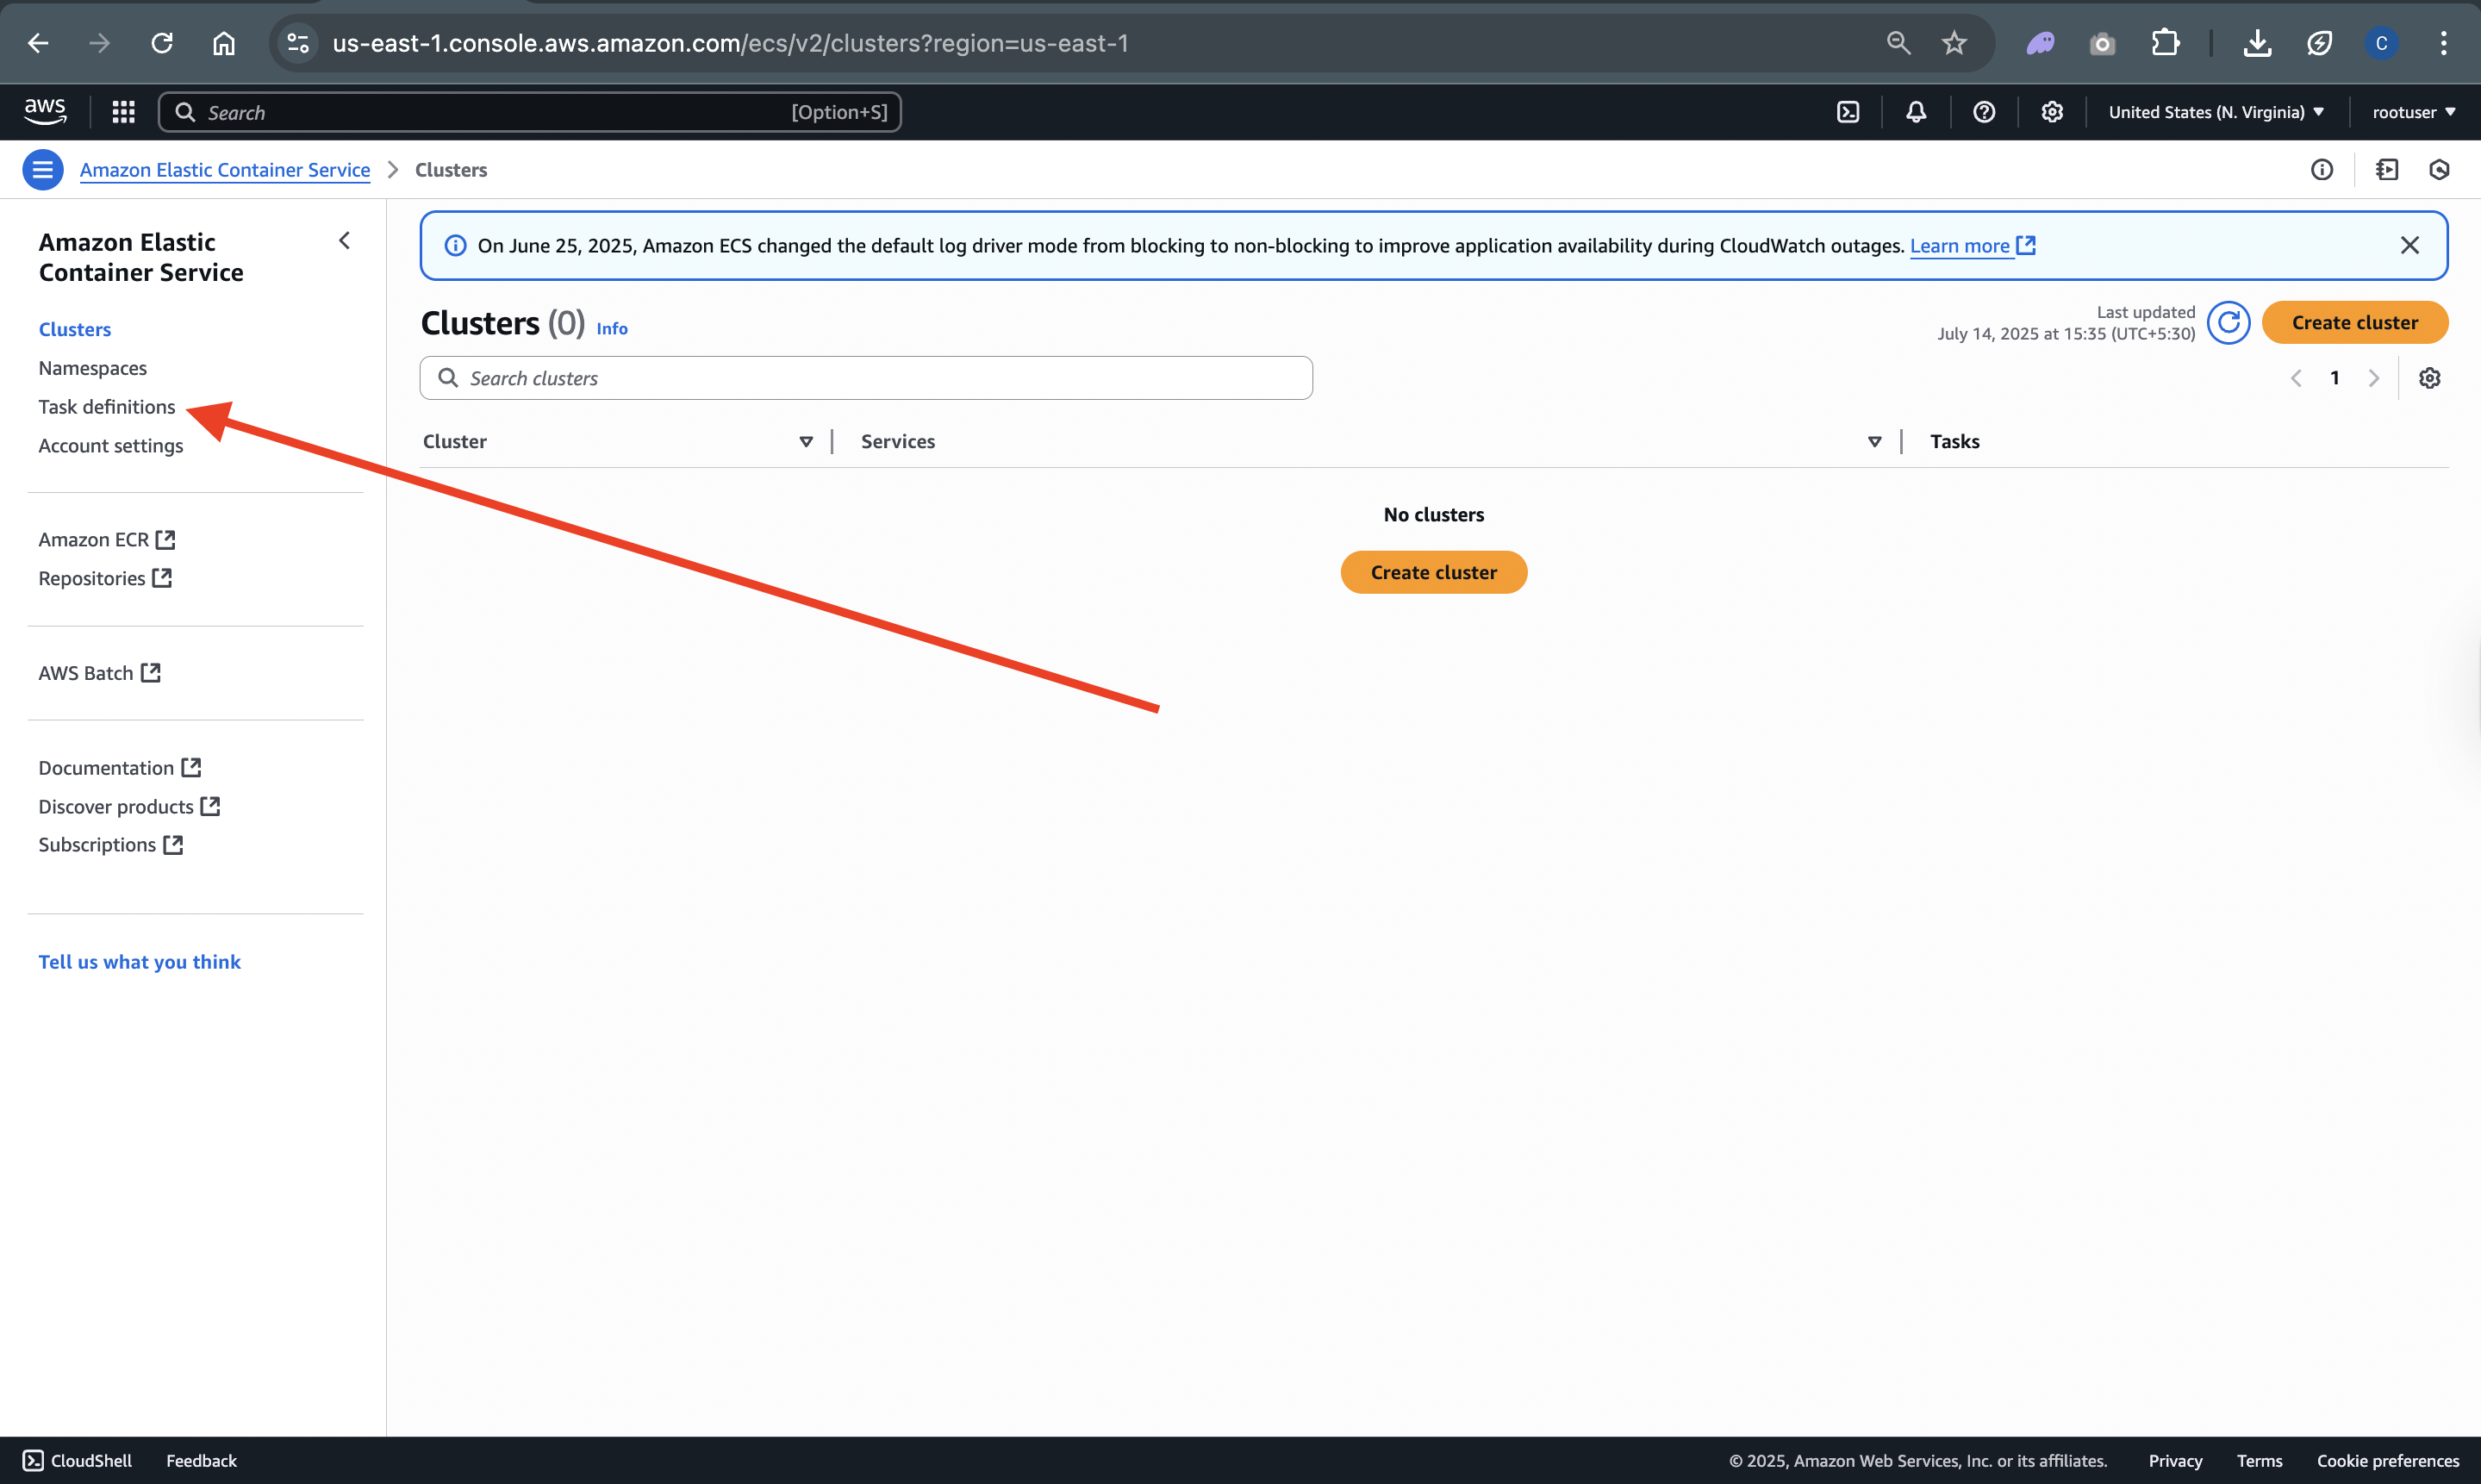 us-east-1.console.aws.amazon.com/ecs/v2/clusters?region=us-east-1
C
aws
Search
[Option+S]
United States (N. Virginia)
rootuser
Amazon Elastic Container Service
Clusters
Amazon Elastic
Container Service
Clusters
Namespaces
Task definitions
Account settings
Amazon ECR
Repositories
AWS Batch
Documentation
Discover products
Subscriptions
Tell us what you think
On June 25, 2025, Amazon ECS changed the default log driver mode from blocking to non-blocking to improve application availability during CloudWatch outages. Learn more
Clusters (0) Info
Last updated
July 14, 2025 at 15:35 (UTC+5:30)
Create cluster
Search clusters
1
Cluster
Services
Tasks
No clusters
Create cluster
CloudShell
Feedback
© 2025, Amazon Web Services, Inc. or its affiliates.
Privacy
Terms
Cookie preferences